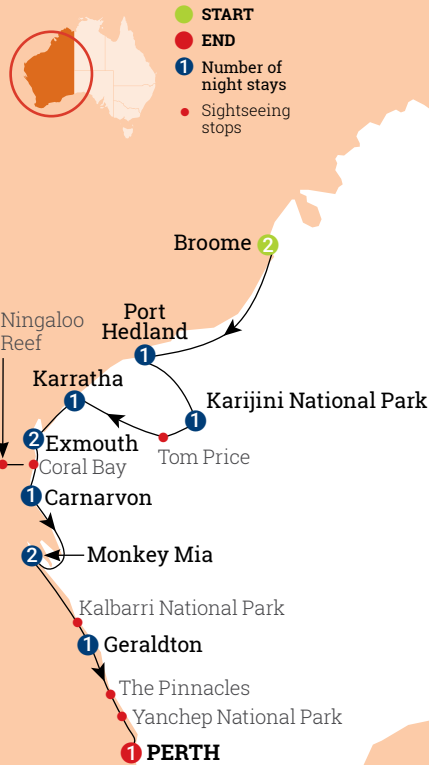 START
END
1 Number of
night stays
Sightseeing
stops
Broome 2
Port
Hedland
1
Ningaloo
Reef
Karratha
1
Karijini National Park
1
2 Exmouth
Tom Price
Coral Bay
1 Carnarvon
2 Monkey Mia
Kalbarri National Park
1 Geraldton
The Pinnacles
Yanchep National Park
1 PERTH